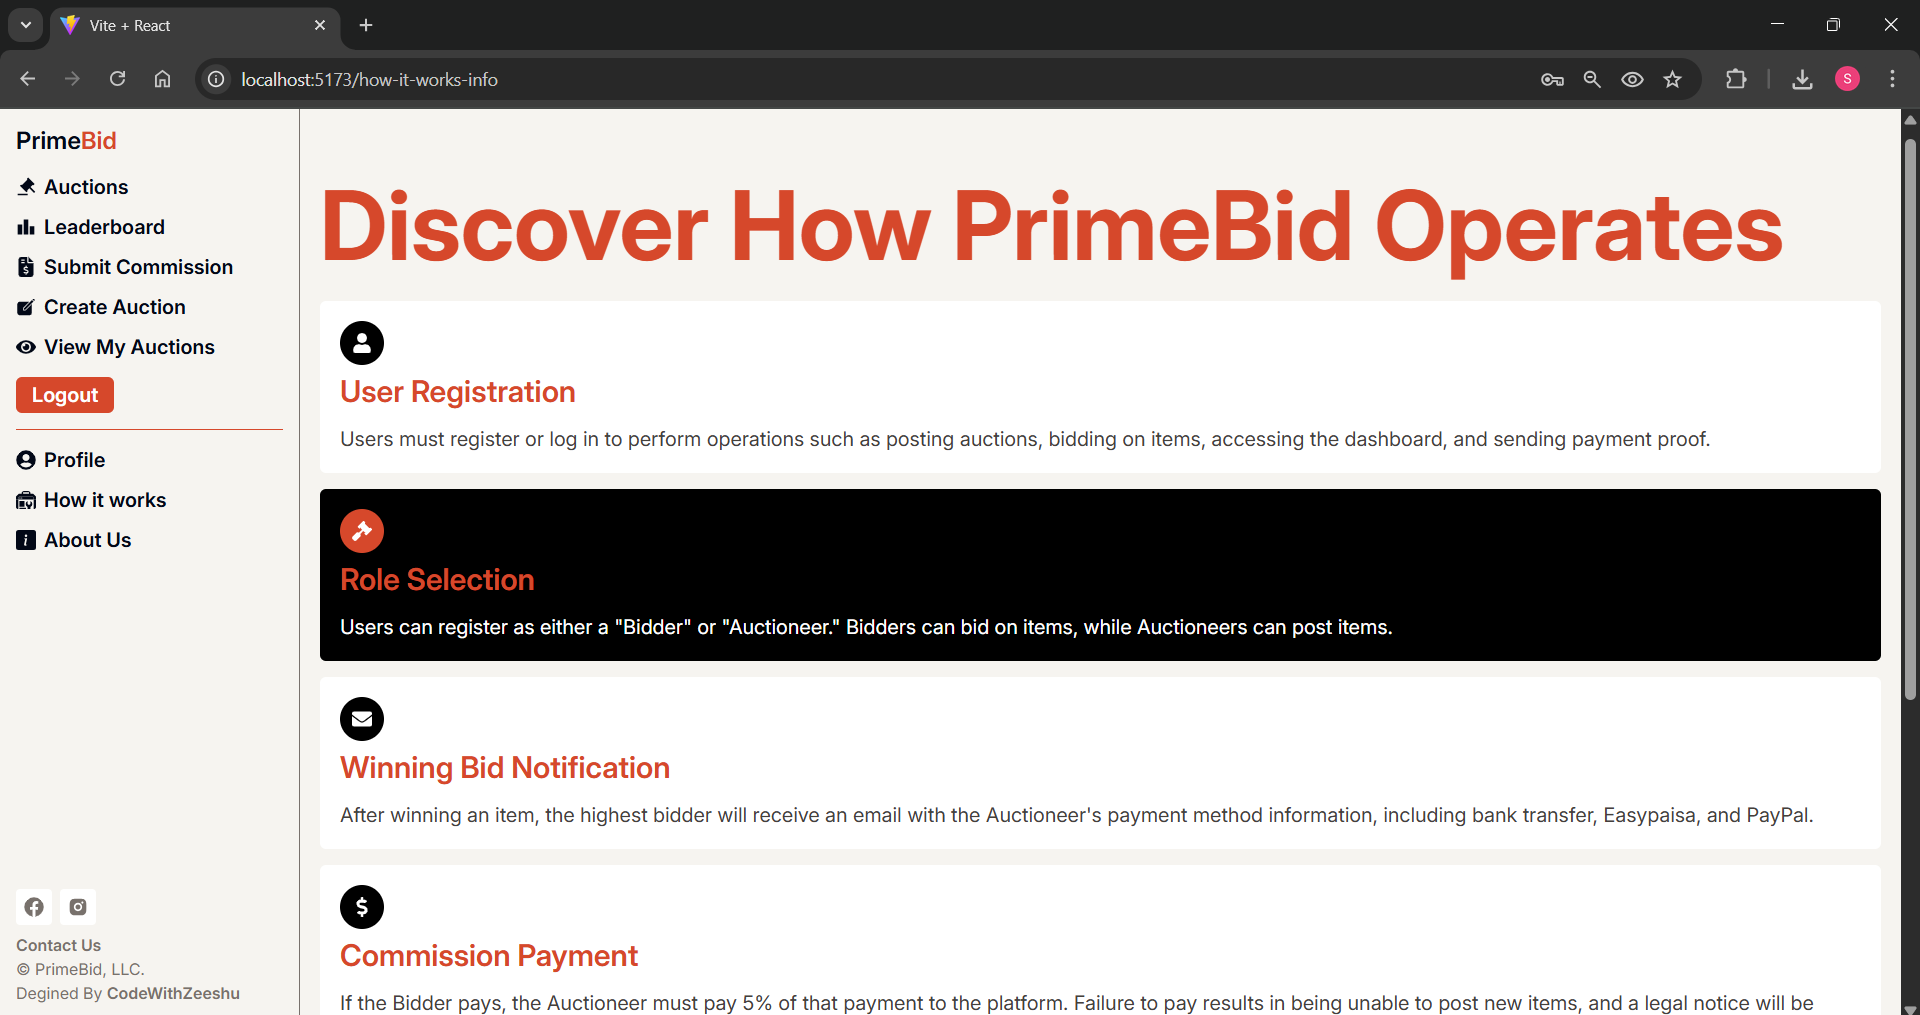 Vite + React
localhost:5173/how-it-works-info
S
PrimeBid
Auctions
Leaderboard
Submit Commission
Create Auction
View My Auctions
Logout
Profile
How it works
About Us
Contact Us
© PrimeBid, LLC.
Degined By CodeWithZeeshu
Discover How PrimeBid Operates
User Registration
Users must register or log in to perform operations such as posting auctions, bidding on items, accessing the dashboard, and sending payment proof.
Role Selection
Users can register as either a "Bidder" or "Auctioneer." Bidders can bid on items, while Auctioneers can post items.
Winning Bid Notification
After winning an item, the highest bidder will receive an email with the Auctioneer's payment method information, including bank transfer, Easypaisa, and PayPal.
Commission Payment
If the Bidder pays, the Auctioneer must pay 5% of that payment to the platform. Failure to pay results in being unable to post new items, and a legal notice will be